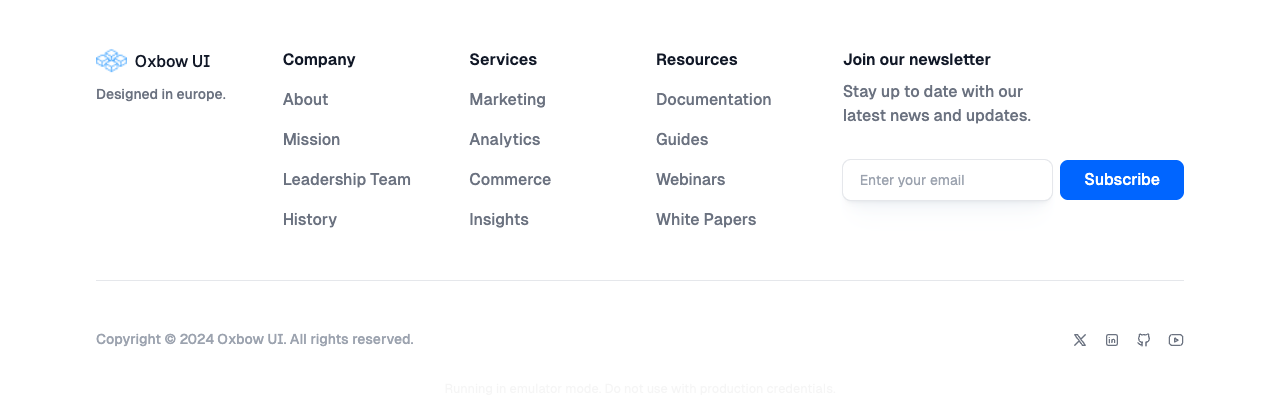 Oxbow UI
Designed in europe.
Company
About
Mission
Leadership Team
History
Services
Marketing
Analytics
Commerce
Insights
Resources
Documentation
Guides
Webinars
White Papers
Join our newsletter
Stay up to date with our
latest news and updates.
Enter your email
Subscribe
Copyright © 2024 Oxbow UI. All rights reserved.
Running in emulator mode. Do not use with production credentials.